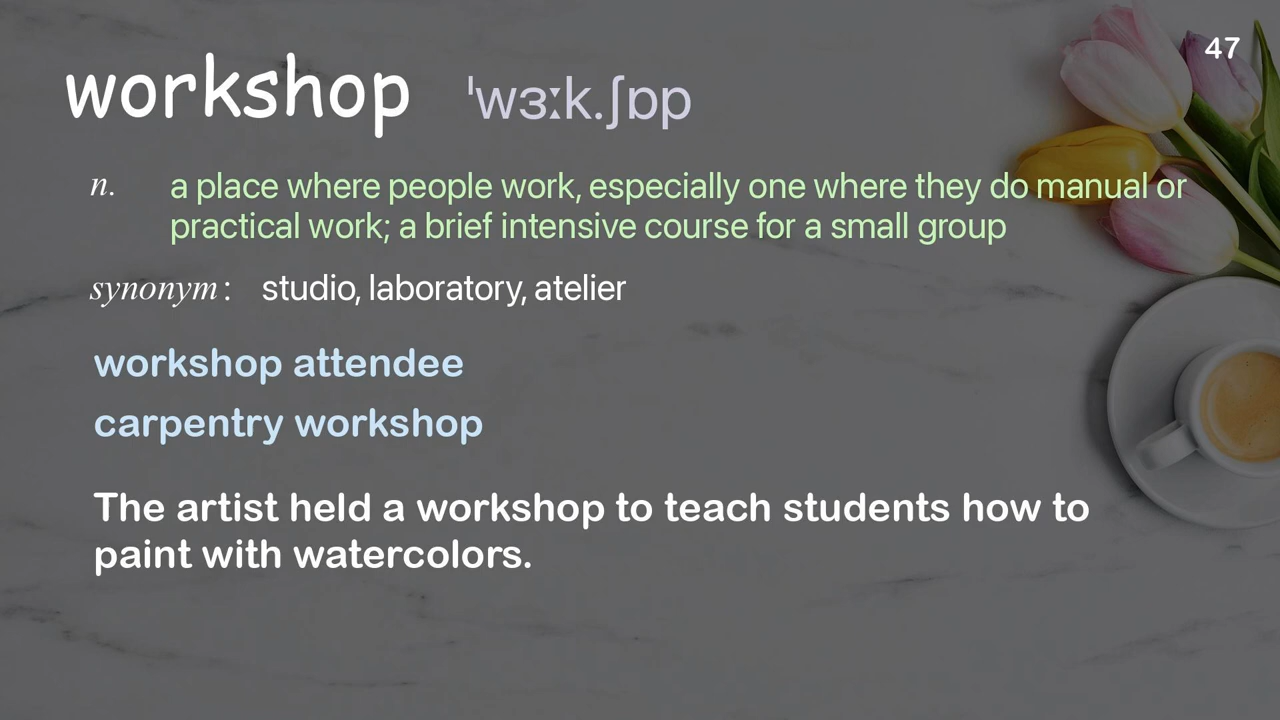 47
workshop ˈwɜːk.ʃɒp
n. a place where people work, especially one where they do manual or
practical work; a brief intensive course for a small group
synonym: studio, laboratory, atelier
workshop attendee
carpentry workshop
The artist held a workshop to teach students how to
paint with watercolors.